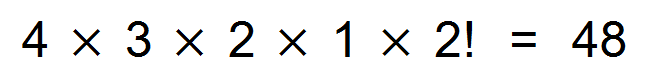 4 × 3 × 2 × 1 × 2! = 48